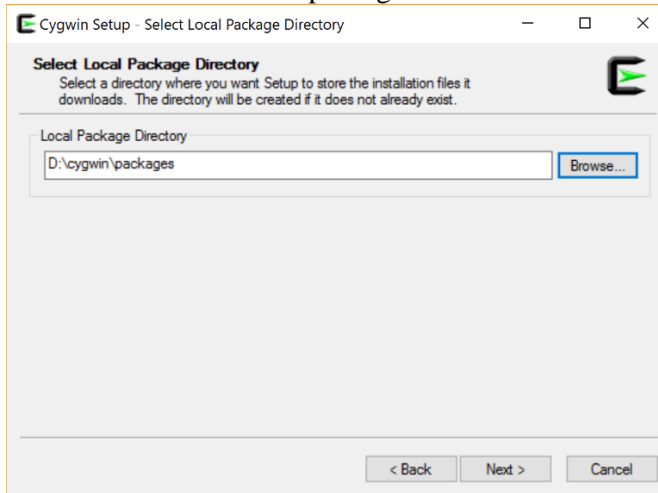 Cygwin Setup - Select Local Package Directory
Select Local Package Directory
Select a directory where you want Setup to store the installation files it
downloads. The directory will be created if it does not already exist.
Local Package Directory
D:\cygwin\packages
Browse...
< Back
Next >
Cancel